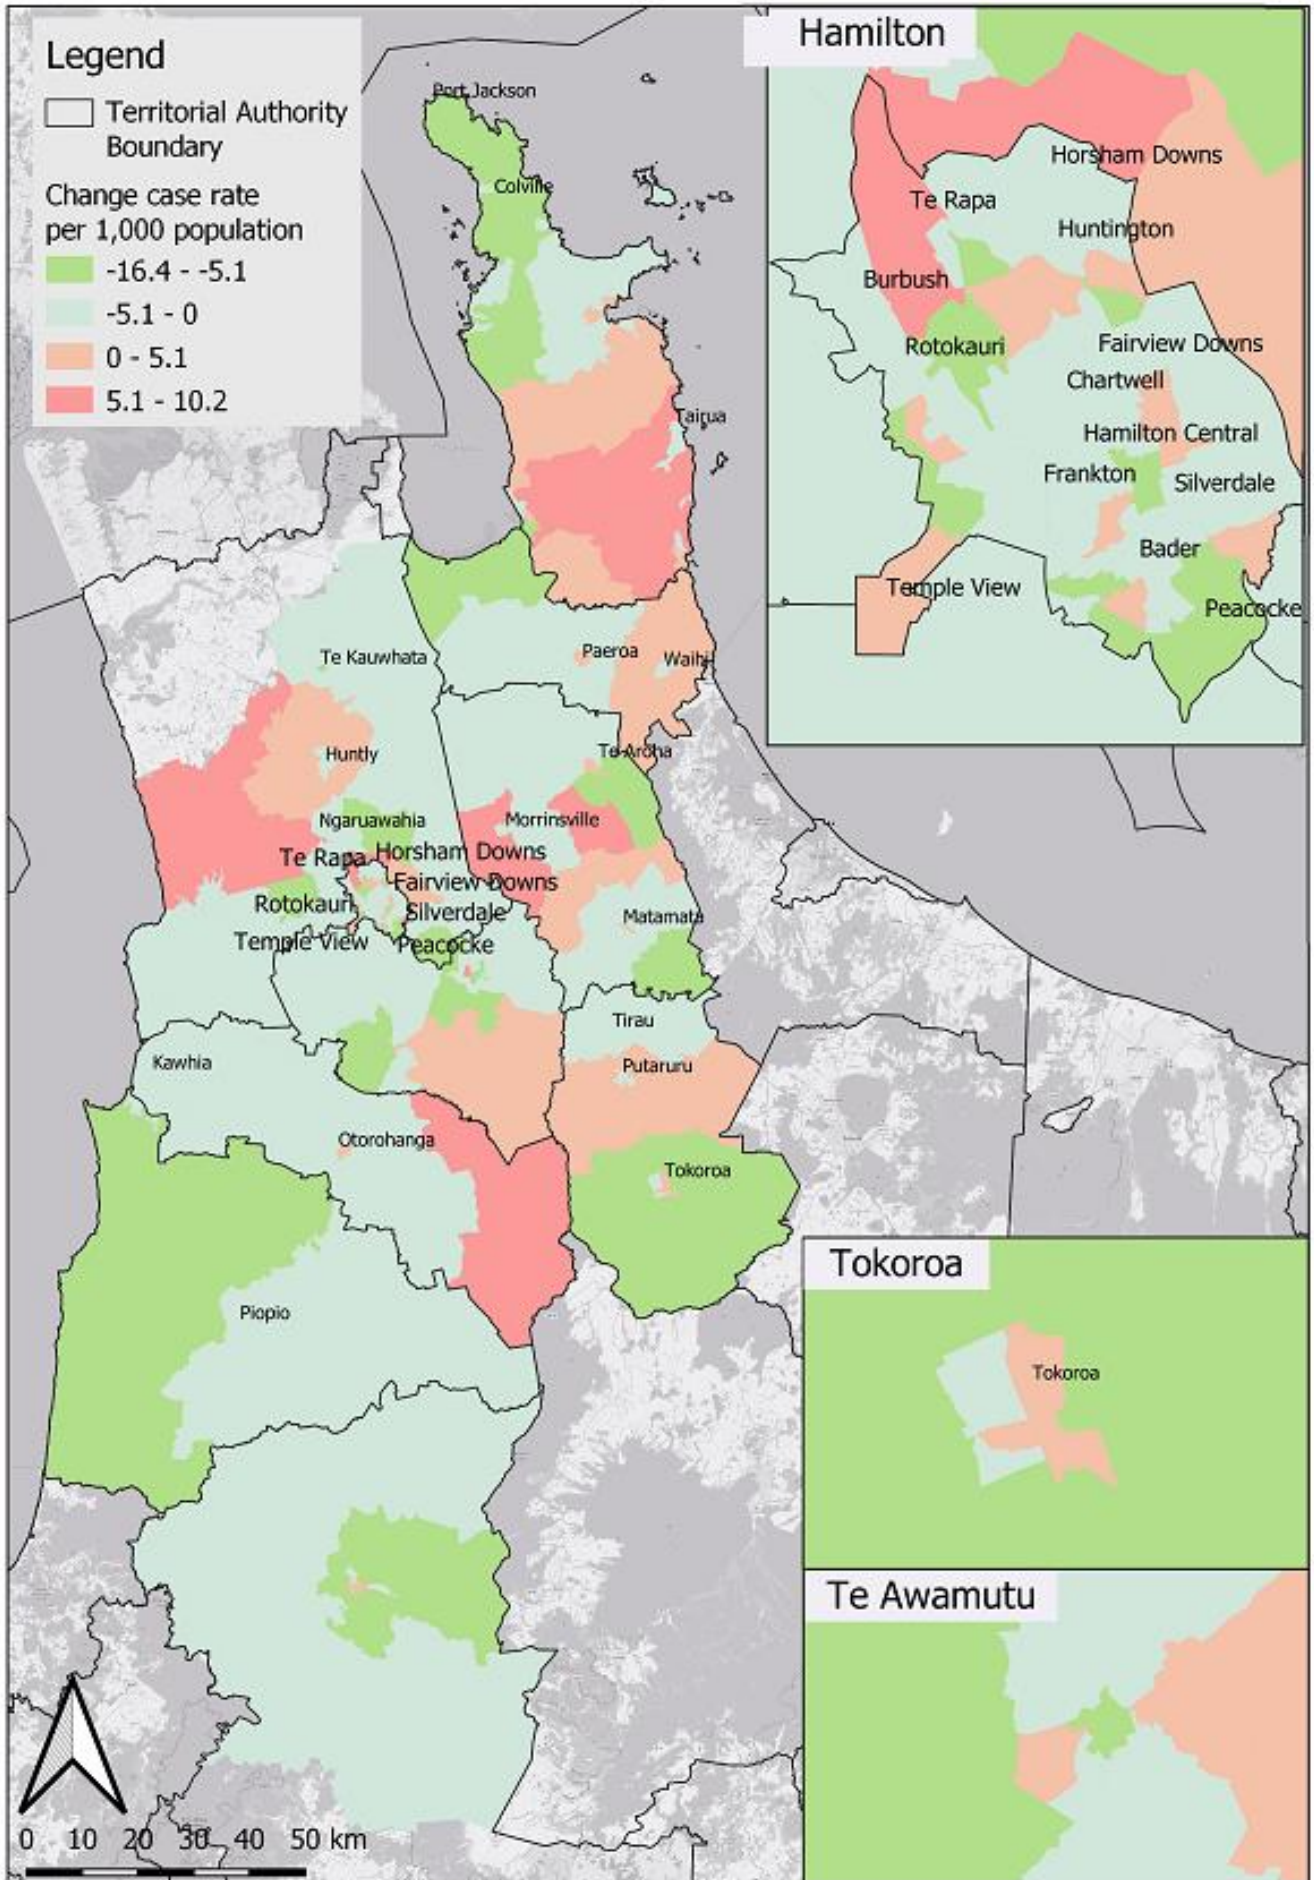 Legend
Territorial Authority
Boundary
Change case rate
per 1,000 population
-16.4 - -5.1
-5.1 - 0
0 - 5.1
5.1 - 10.2
Port Jackson
Colville
Tairua
Te Kauwhata
Paeroa
Waihi
Huntly
Te Aroha
Ngaruawahia
Morrinsville
Te Rapa
Horsham Downs
Fairview Downs
Rotokauri
Silverdale
Matamata
Temple View
Peacocke
Tirau
Kawhia
Putaruru
Otorohanga
Tokoroa
Piopio
0 10 20 30 40 50 km
Hamilton
Horsham Downs
Te Rapa
Huntington
Burbush
Rotokauri
Fairview Downs
Chartwell
Hamilton Central
Frankton
Silverdale
Bader
Temple View
Peacocke
Tokoroa
Tokoroa
Te Awamutu